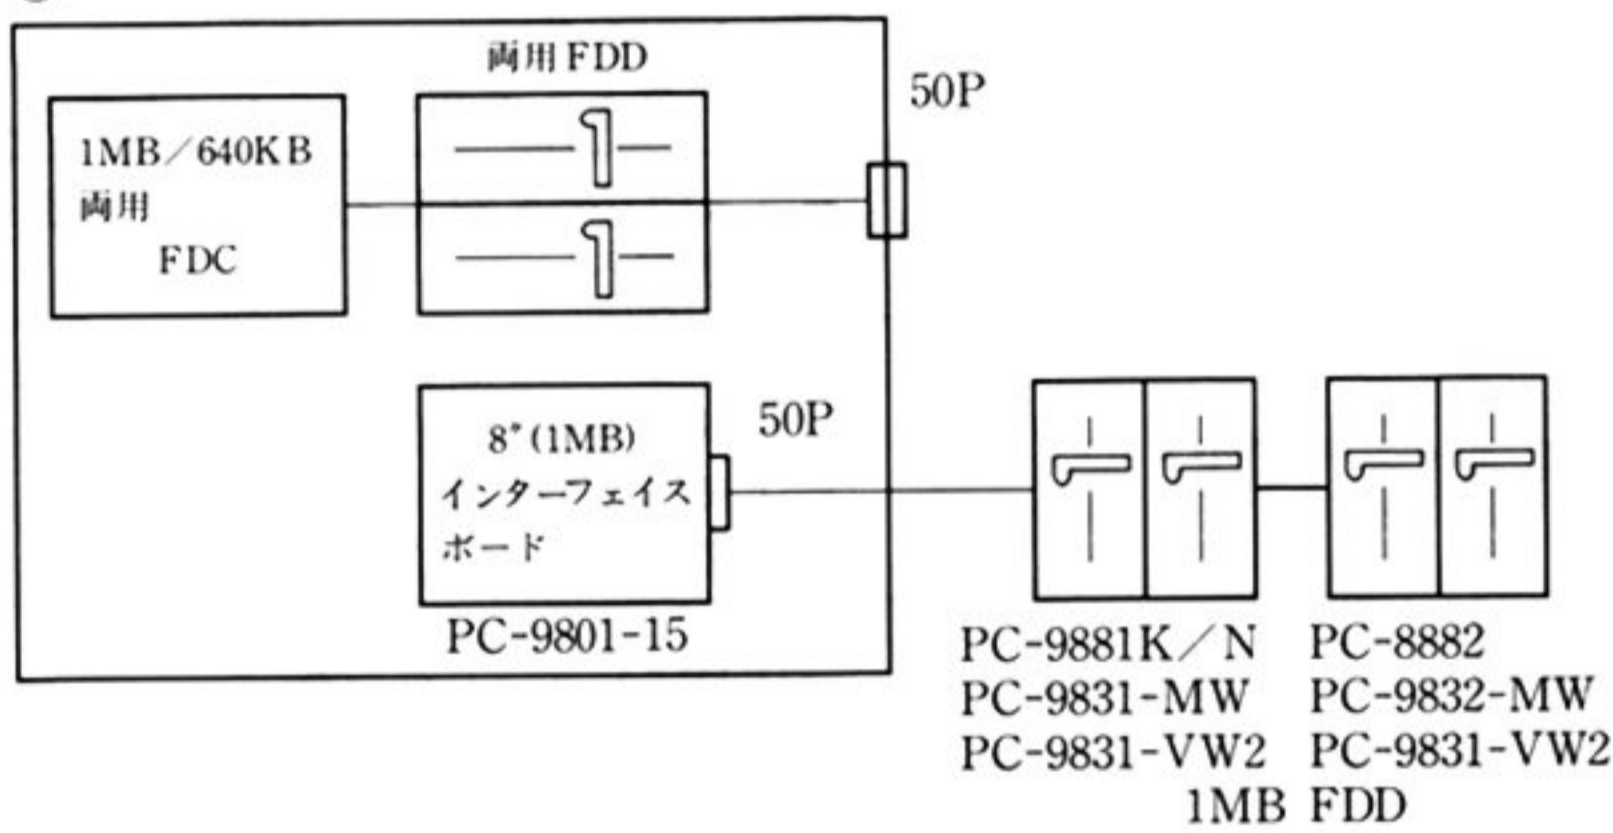 両用FDD
50P
1MB／640KB
両用
FDC
8"(1MB)
インターフェイス
ボード
50P
PC-9801-15
PC-9881K／N
PC-9831-MW
PC-9831-VW2
PC-8882
PC-9832-MW
PC-9831-VW2
1MB FDD